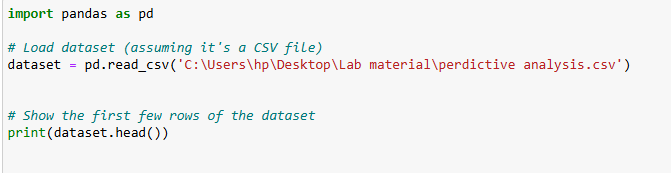 import pandas as pd
# Load dataset (assuming it's a CSV file)
dataset = pd.read_csv('C:\Users\hp\Desktop\Lab material\perdictive analysis.csv')
# Show the first few rows of the dataset
print(dataset.head())